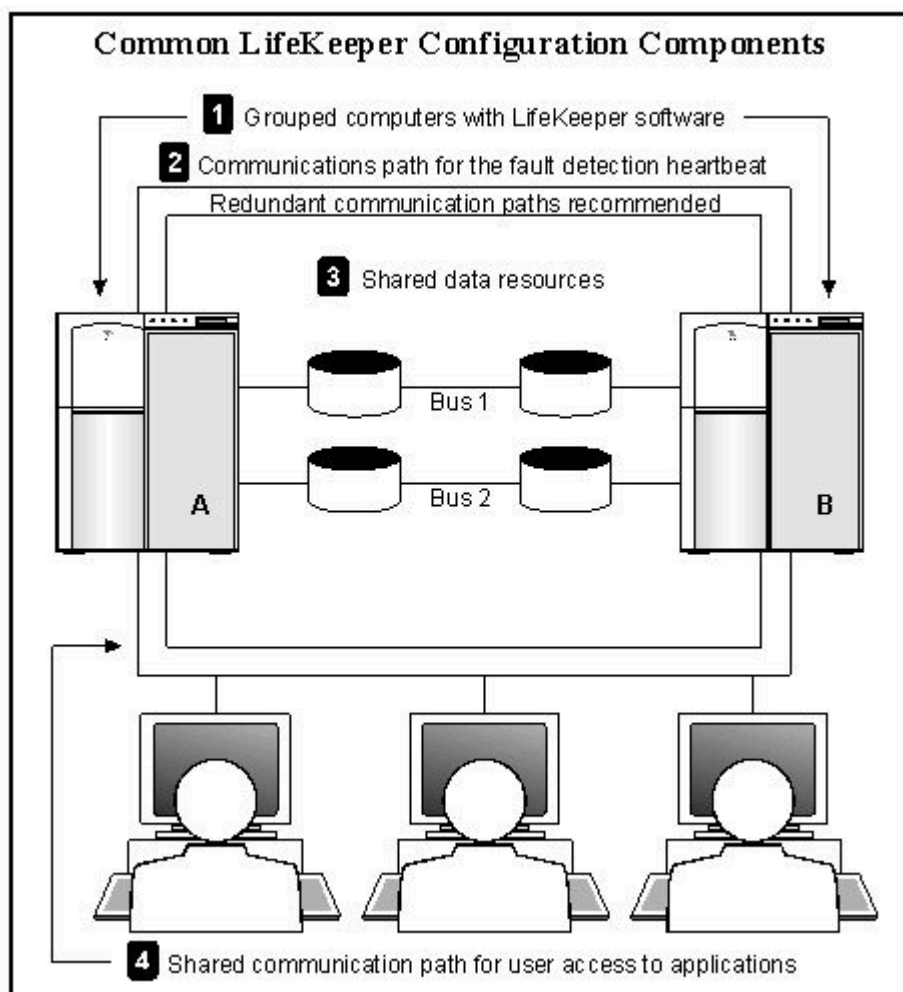 Common LifeKeeper Configuration Components
1 Grouped computers with LifeKeeper software
2 Communications path for the fault detection heartbeat
Redundant communication paths recommended
3 Shared data resources
Bus 1
Bus 2
A
B
4 Shared communication path for user access to applications